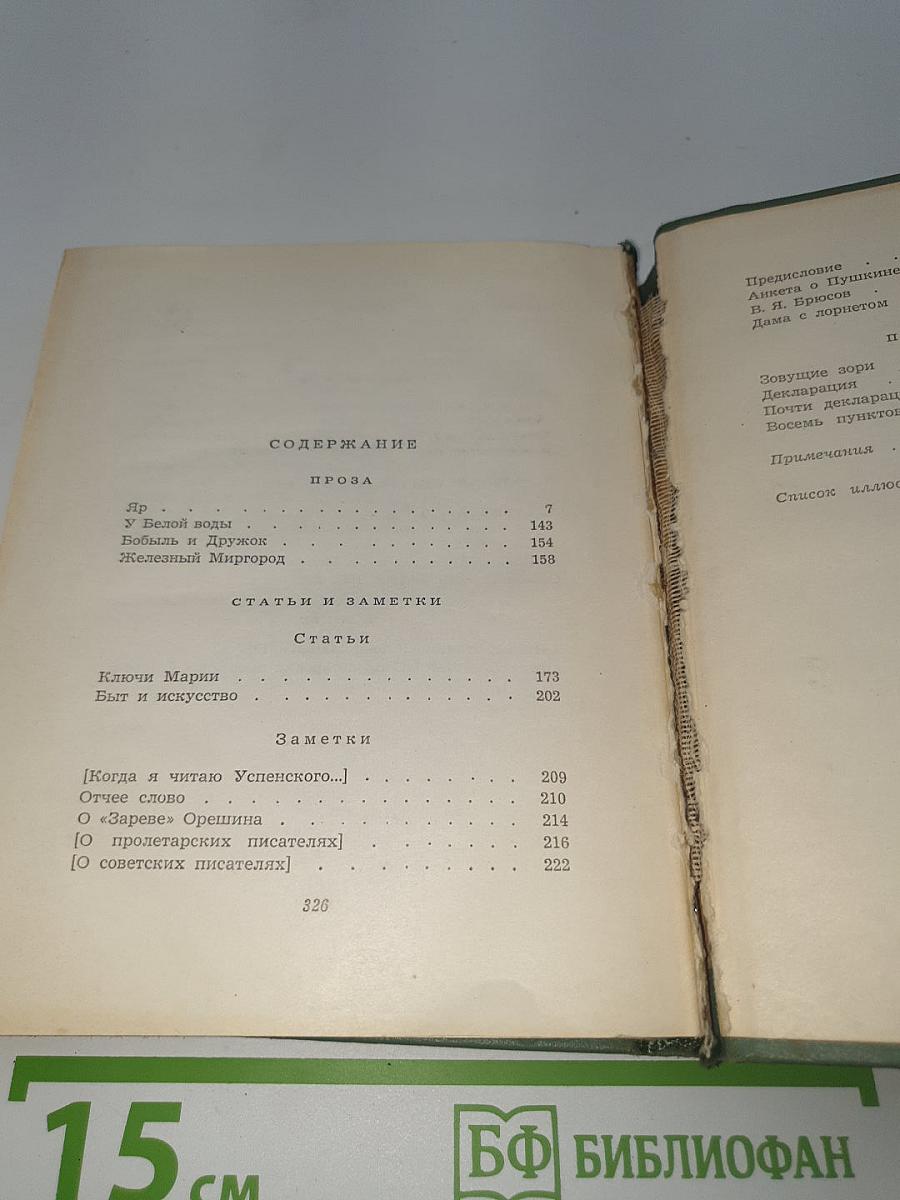 СОДЕРЖАНИЕ
ПРОЗА
Яр . . . . . . . . . . . . . . . . . 7
У Белой воды . . . . . . . . . . . . . 143
Бобыль и Дружок . . . . . . . . . . . 154
Железный Миргород . . . . . . . . . . 158
СТАТЬИ И ЗАМЕТКИ
Статьи
Ключи Марии . . . . . . . . . . . . . 173
Быт и искусство . . . . . . . . . . . . 202
Заметки
[Когда я читаю Успенского...] . . . . . . . . 209
Отчее слово . . . . . . . . . . . . . . 210
О «Зареве» Орешина . . . . . . . . . . . 214
[О пролетарских писателях] . . . . . . . 216
[О советских писателях] . . . . . . . . . 222
326
Предисловие . .
Анкета о Пушкине
В. Я. Брюсов .
Дама с лорнетом
Зовущие зори
Декларация .
Почти декларац
Восемь пунктов
Примечания .
Список иллюс
15 см
БФ БИБЛИОФАН